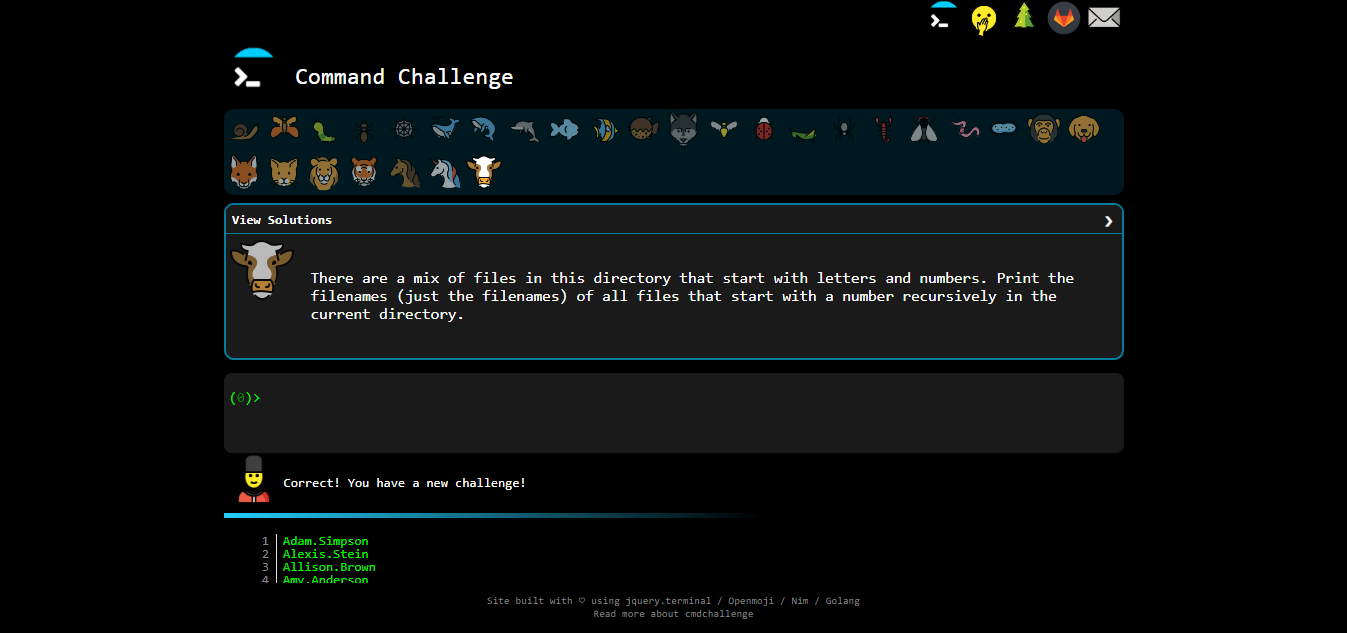 Command Challenge
View Solutions
There are a mix of files in this directory that start with letters and numbers. Print the
filenames (just the filenames) of all files that start with a number recursively in the
current directory.
(0)>
Correct! You have a new challenge!
1 Adam.Simpson
2 Alexis.Stein
3 Allison.Brown
4 Amy.Anderson
Site built with ♡ using jquery.terminal / Openmoji / Nim / Golang
Read more about cmdchallenge